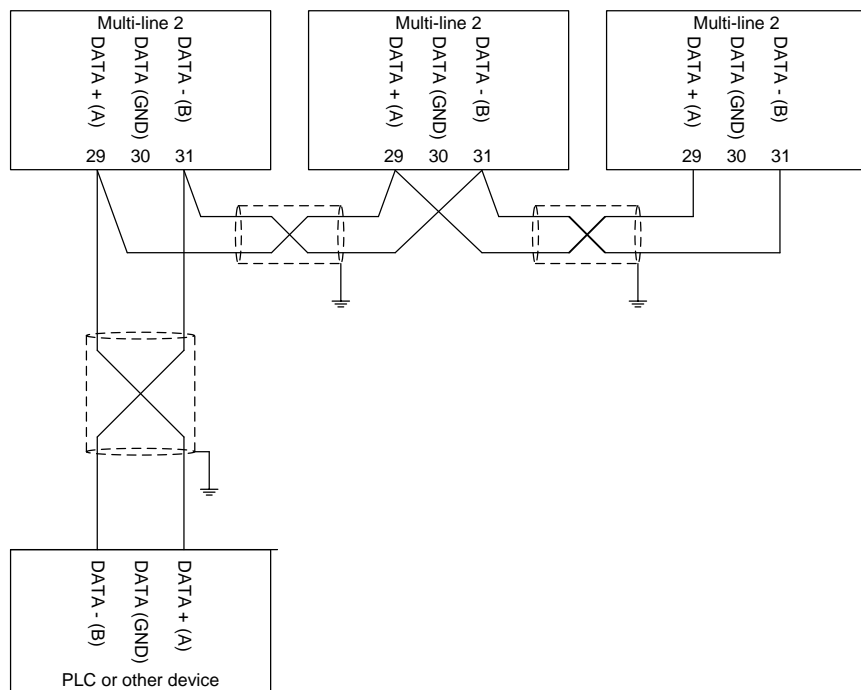 Multi-line 2
DATA + (A)
DATA (GND)
DATA - (B)
29 30 31
Multi-line 2
DATA + (A)
DATA (GND)
DATA - (B)
29 30 31
Multi-line 2
DATA + (A)
DATA (GND)
DATA - (B)
29 30 31
DATA - (B)
DATA (GND)
DATA + (A)
PLC or other device